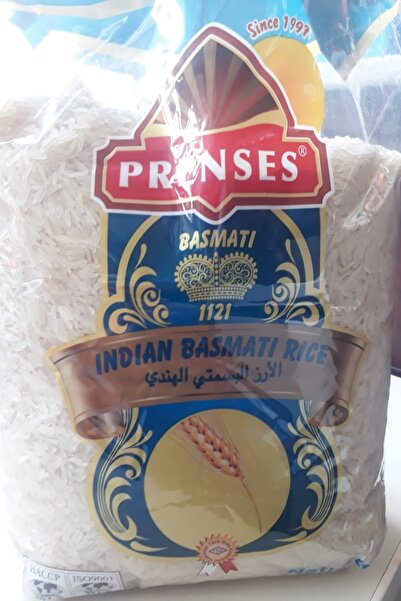 Since 1997
PRENSES®
BASMATI
1121
INDIAN BASMATI RICE
الأرز البسمتي الهندي
HACCP
ISO9001